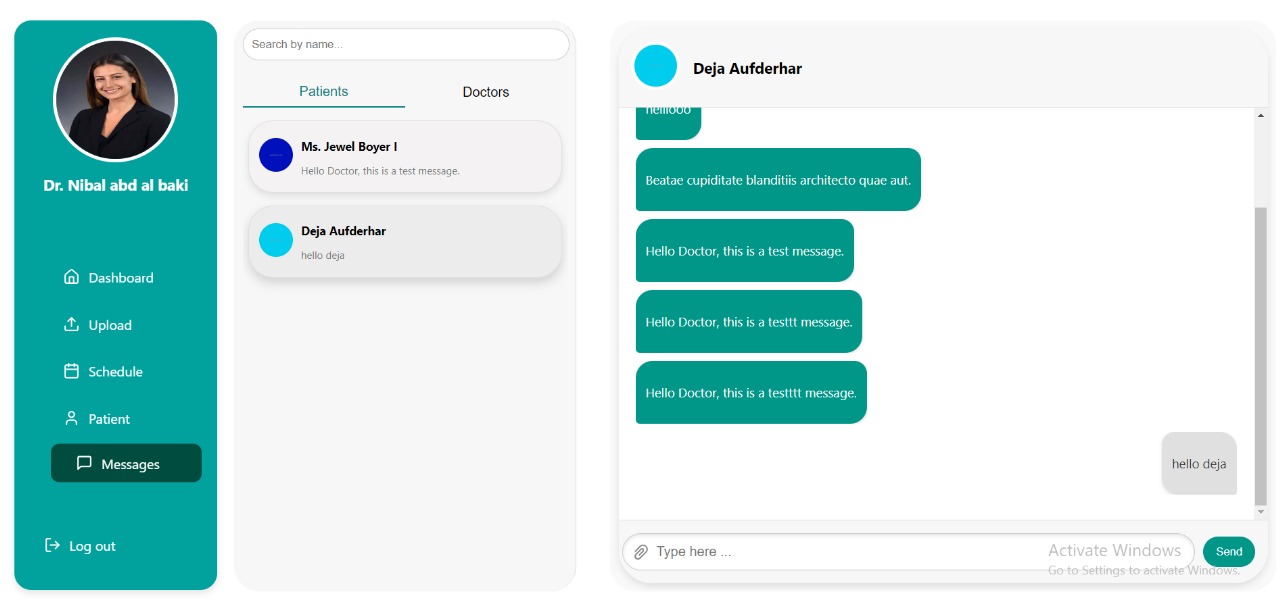 Dr. Nibal abd al baki
Dashboard
Upload
Schedule
Patient
Messages
Log out
Search by name...
Patients
Doctors
Ms. Jewel Boyer I
Hello Doctor, this is a test message.
Deja Aufderhar
hello deja
Deja Aufderhar
Beatae cupiditate blanditiis architecto quae aut.
Hello Doctor, this is a test message.
Hello Doctor, this is a testtt message.
Hello Doctor, this is a testttt message.
hello deja
Type here ...
Send
Activate Windows
Go to Settings to activate Windows.